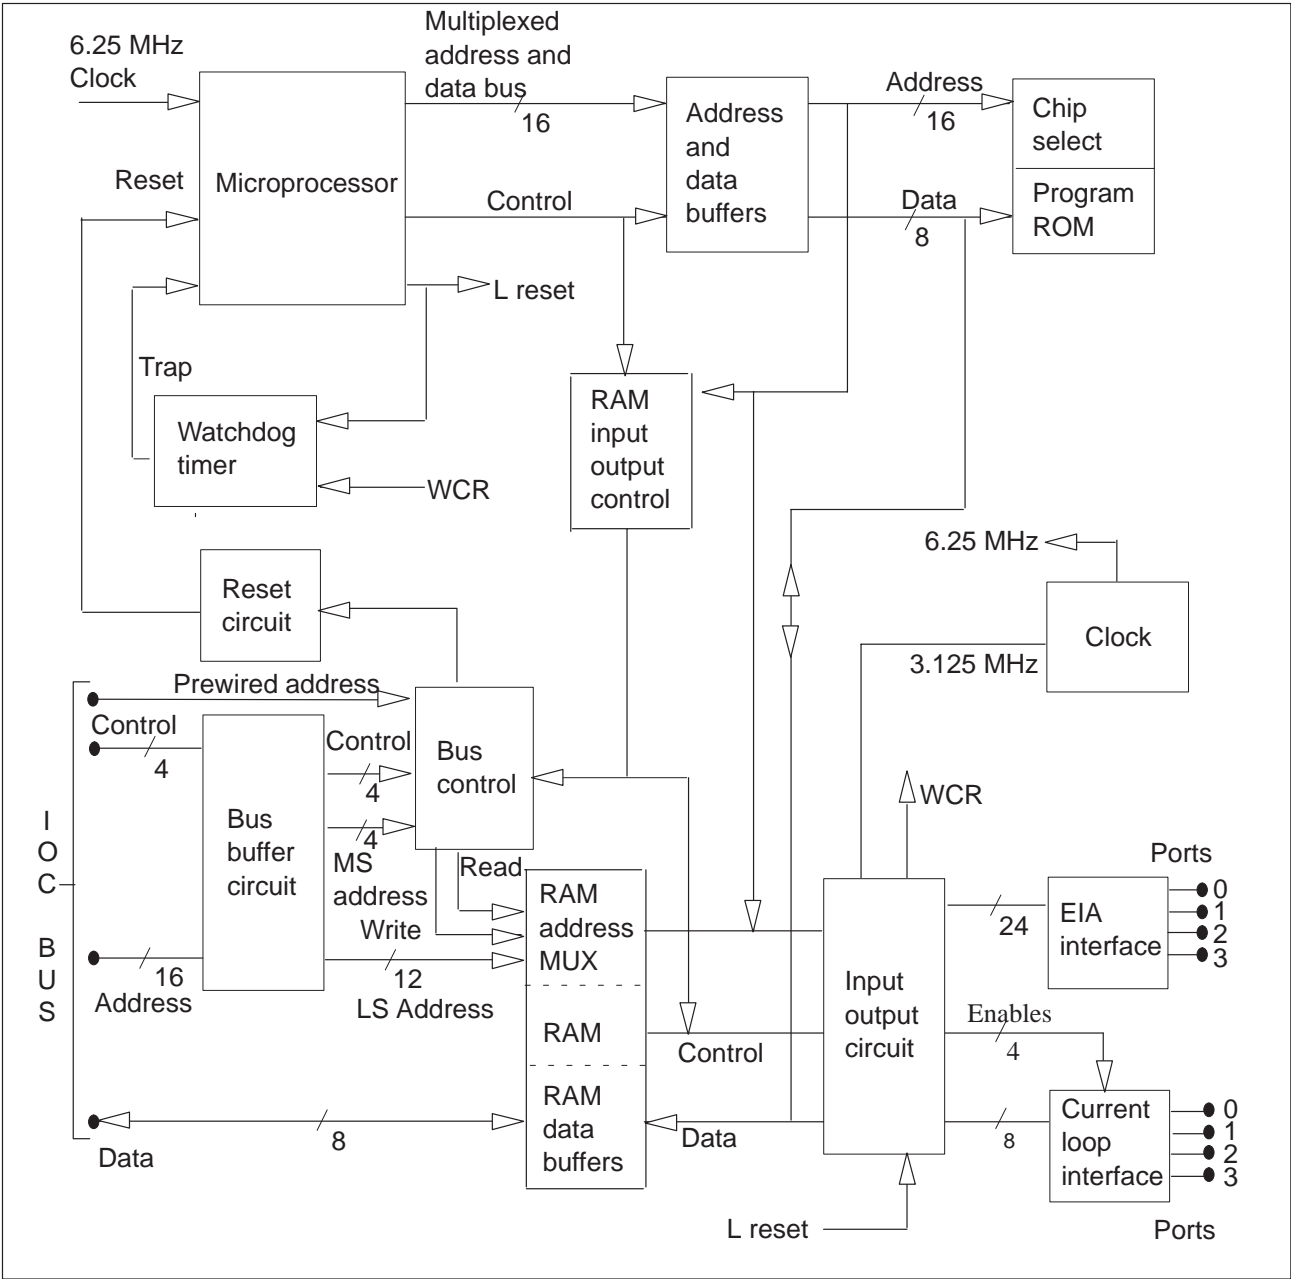 6.25 MHz
Clock
Multiplexed
address and
data bus
16
Address
and
data
buffers
Address
16
Chip
select
Program
ROM
Reset
Microprocessor
Control
Data
8
L reset
Trap
Watchdog
timer
WCR
RAM
input
output
control
6.25 MHz
Clock
3.125 MHz
Reset
circuit
Prewired address
Control
4
Control
4
4
MS
address
Bus
control
Bus
buffer
circuit
I
O
C
B
U
S
Read
Write
12
LS Address
16
Address
RAM
address
MUX
RAM
RAM
data
buffers
Control
Data
8
Data
WCR
Input
output
circuit
24
EIA
interface
Ports
0
1
2
3
Enables
4
8
Current
loop
interface
0
1
2
3
Ports
L reset